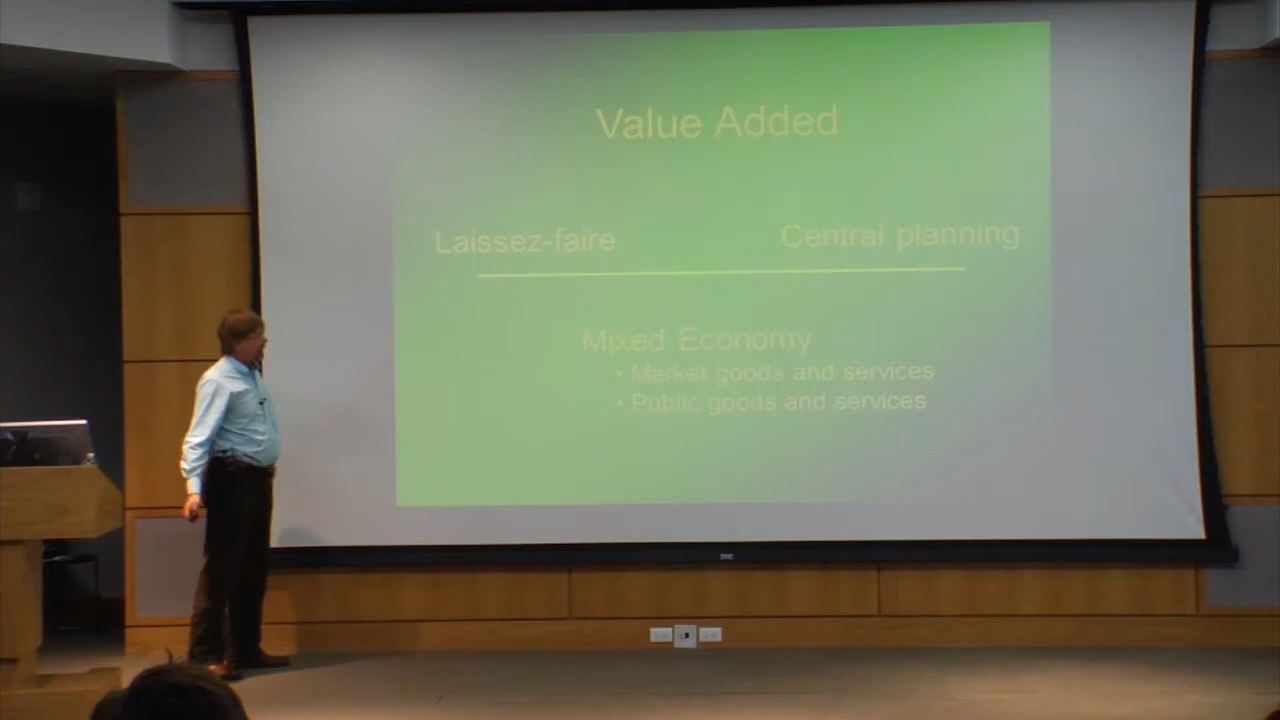 Value Added
Laissez-faire
Central planning
Mixed Economy
• Market goods and services
• Public goods and services